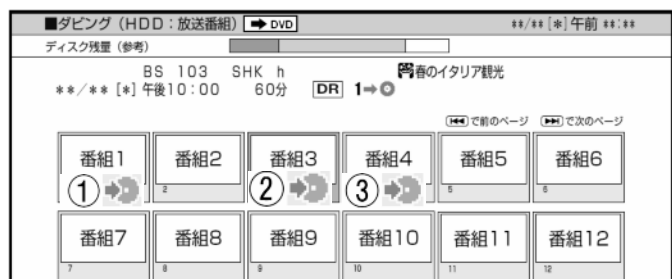 ■ダビング（HDD：放送番組）➡DVD **/** [*] 午前 **:**
ディスク残量（参考）
BS 103 SHK h 春のイタリア観光
**/** [*] 午後10：00 60分 DR 1➡
⏮で前のページ ⏭で次のページ
番組1 番組2 番組3 番組4 番組5 番組6
① ② ③
2 5 6
番組7 番組8 番組9 番組10 番組11 番組12
7 8 9 10 11 12